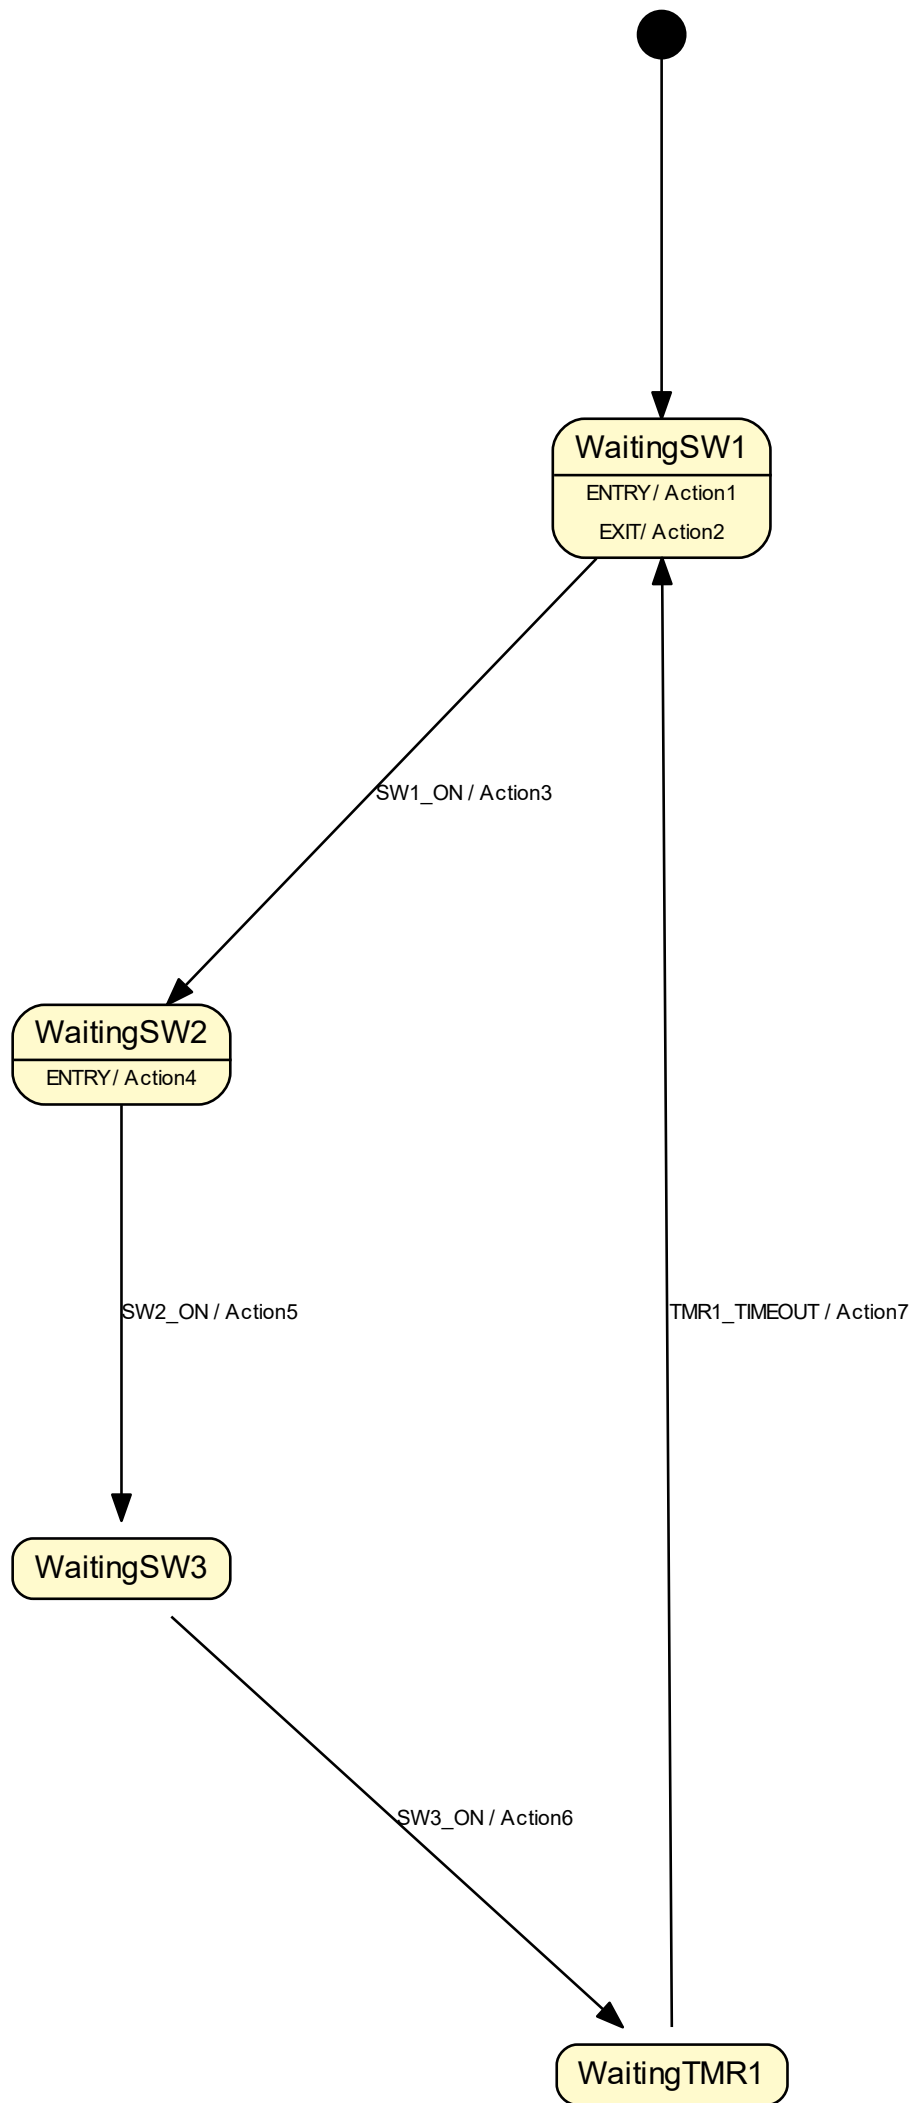 WaitingSW1
ENTRY/ Action1
EXIT/ Action2
SW1_ON / Action3
WaitingSW2
ENTRY/ Action4
SW2_ON / Action5
TMR1_TIMEOUT / Action7
WaitingSW3
SW3_ON / Action6
WaitingTMR1